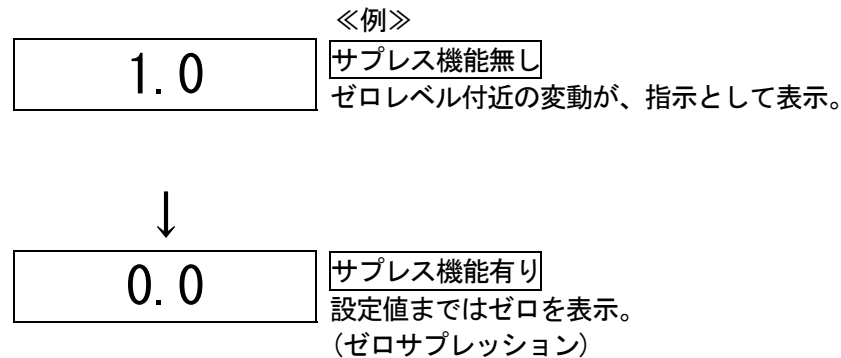 ≪例≫
1.0
サプレス機能無し
ゼロレベル付近の変動が、指示として表示。
↓
0.0
サプレス機能有り
設定値まではゼロを表示。
(ゼロサプレッション)